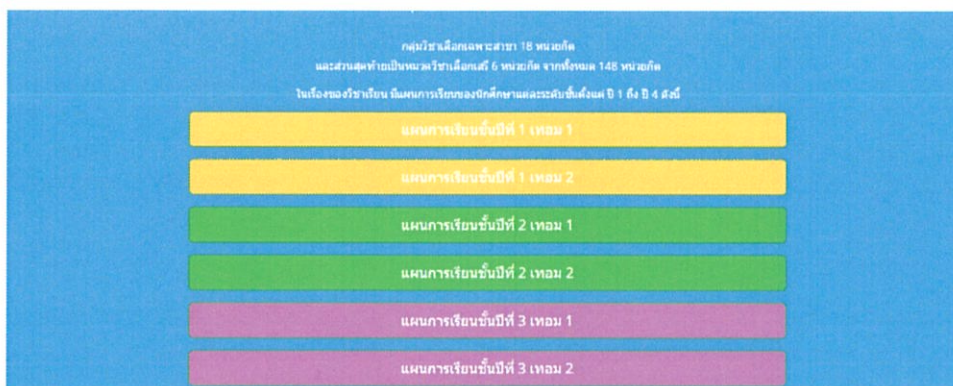 กลุ่มวิชาเลือกเฉพาะสาขา 18 หน่วยกิต
และส่วนสุดท้ายเป็นหมวดวิชาเลือกเสรี 6 หน่วยกิต จากทั้งหมด 148 หน่วยกิต
ในเรื่องของวิชาเรียน มีแผนการเรียนของนักศึกษาแต่ละระดับชั้นตั้งแต่ ปี 1 ถึง ปี 4 ดังนี้
แผนการเรียนชั้นปีที่ 1 เทอม 1
แผนการเรียนชั้นปีที่ 1 เทอม 2
แผนการเรียนชั้นปีที่ 2 เทอม 1
แผนการเรียนชั้นปีที่ 2 เทอม 2
แผนการเรียนชั้นปีที่ 3 เทอม 1
แผนการเรียนชั้นปีที่ 3 เทอม 2